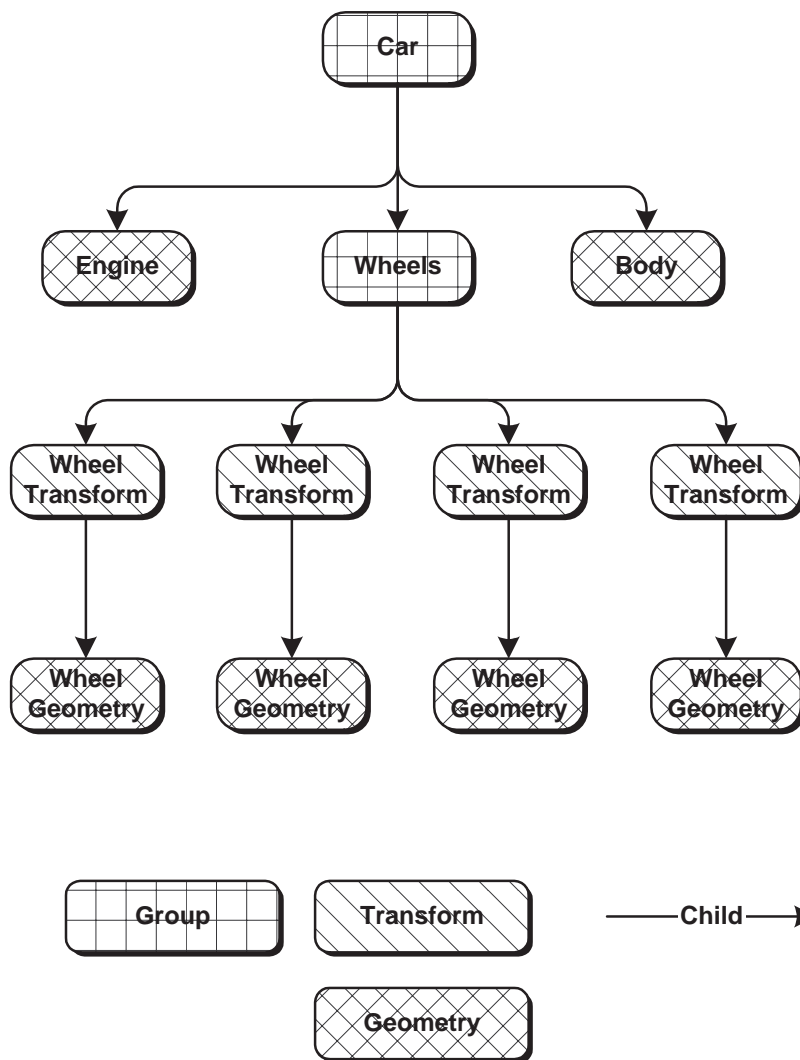 Car
Engine
Wheels
Body
Wheel
Transform
Wheel
Transform
Wheel
Transform
Wheel
Transform
Wheel
Geometry
Wheel
Geometry
Wheel
Geometry
Wheel
Geometry
Group
Transform
Child
Geometry